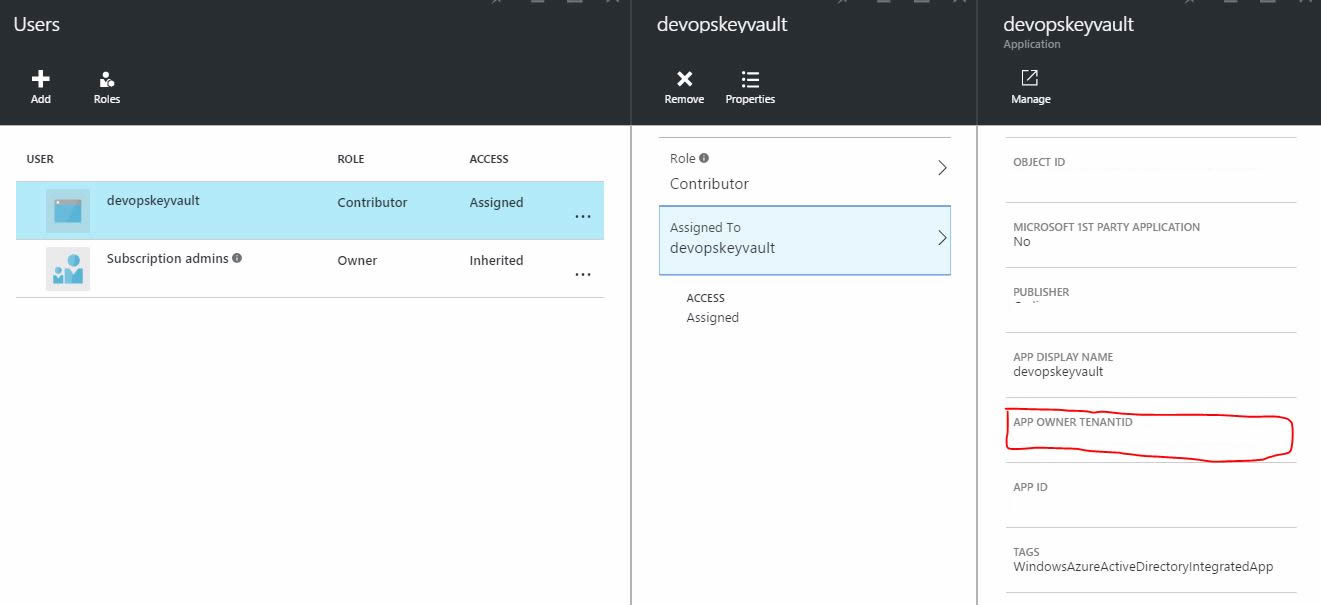 Users
Add
Roles
USER ROLE ACCESS
devopskeyvault Contributor Assigned
Subscription admins Owner Inherited
devopskeyvault
Remove
Properties
Role
Contributor
Assigned To
devopskeyvault
ACCESS
Assigned
devopskeyvault
Application
Manage
OBJECT ID
MICROSOFT 1ST PARTY APPLICATION
No
PUBLISHER
APP DISPLAY NAME
devopskeyvault
APP OWNER TENANTID
APP ID
TAGS
WindowsAzureActiveDirectoryIntegratedApp